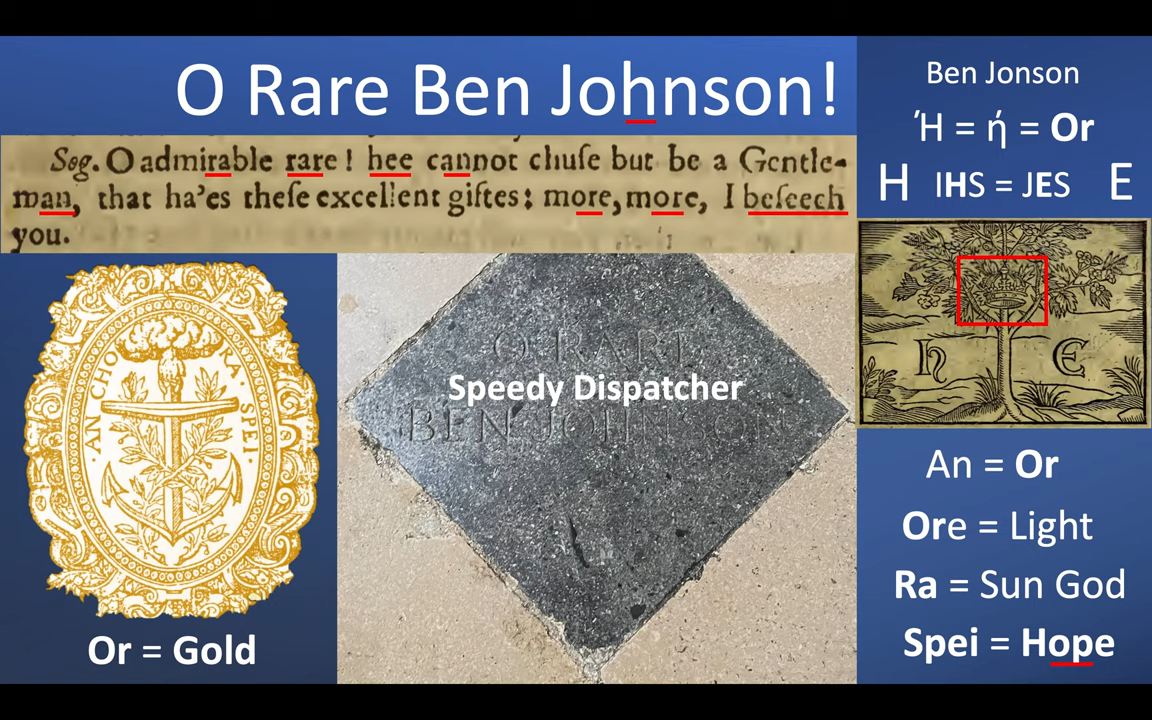 O Rare Ben Johnson!
Sog. O admirable rare ! hee cannot chuſe but be a Gentle-
man, that ha'es theſe excellent giftes: more, more, I beſeech
you.
AN CHO RA · SPEI ·
Or = Gold
O RARE
Speedy Dispatcher
BEN JOHNSON
Ben Jonson
Ή = ή = Or
H IHS = JES E
H E
An = Or
Ore = Light
Ra = Sun God
Spei = Hope